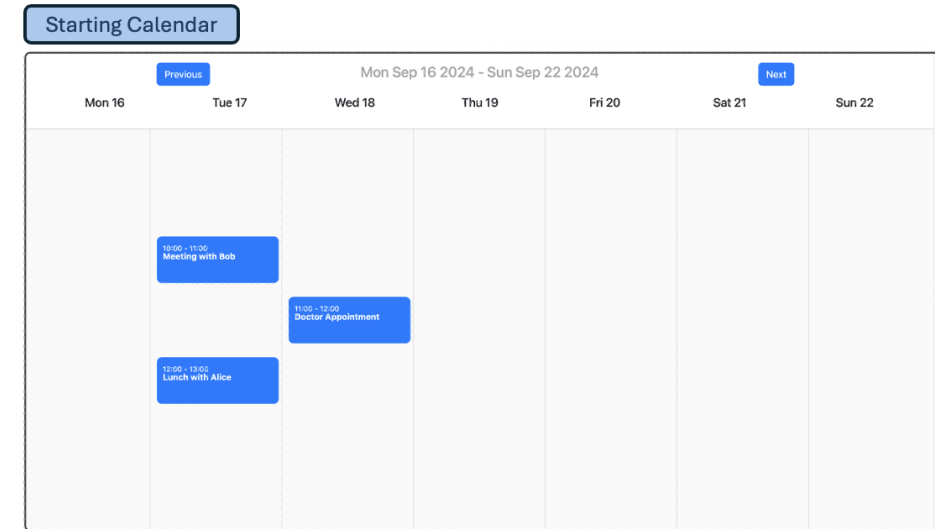 Starting Calendar
Previous
Mon Sep 16 2024 - Sun Sep 22 2024
Next
Mon 16
Tue 17
Wed 18
Thu 19
Fri 20
Sat 21
Sun 22
10:00 - 11:00
Meeting with Bob
11:00 - 12:00
Doctor Appointment
12:00 - 13:00
Lunch with Alice